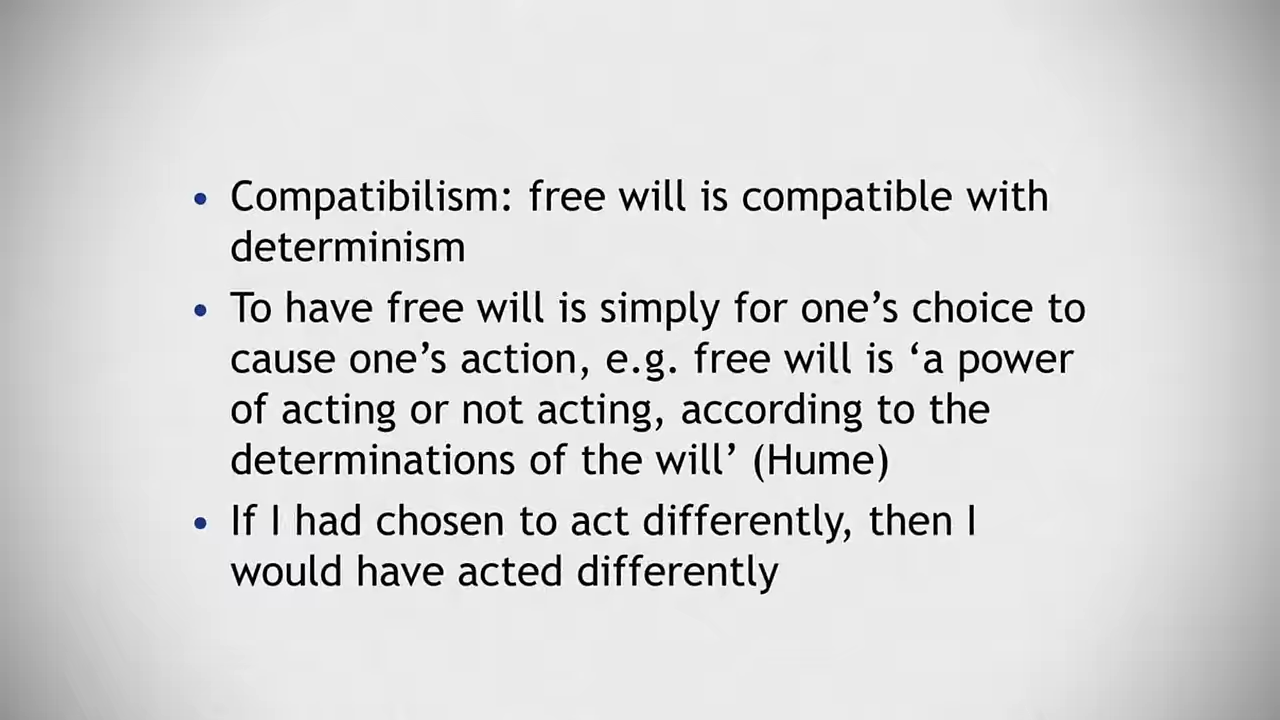 • Compatibilism: free will is compatible with
determinism
• To have free will is simply for one’s choice to
cause one’s action, e.g. free will is ‘a power
of acting or not acting, according to the
determinations of the will’ (Hume)
• If I had chosen to act differently, then I
would have acted differently